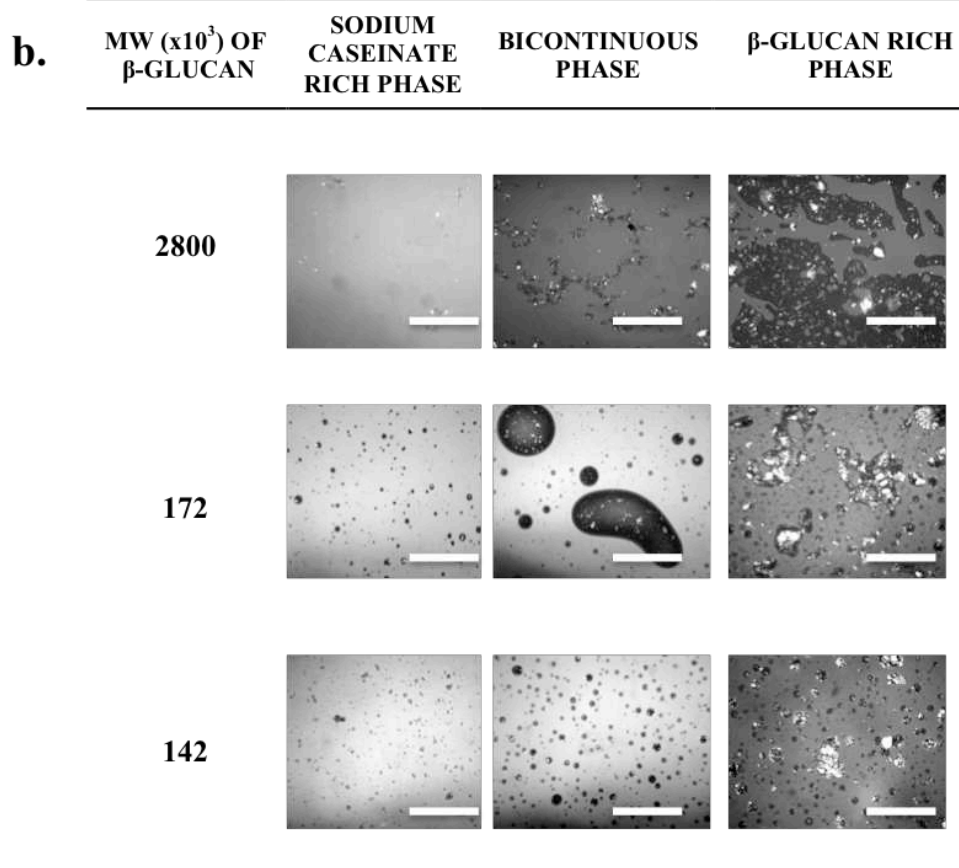 b.
MW (x10³) OF
β-GLUCAN
SODIUM
CASEINATE
RICH PHASE
BICONTINUOUS
PHASE
β-GLUCAN RICH
PHASE
2800
172
142